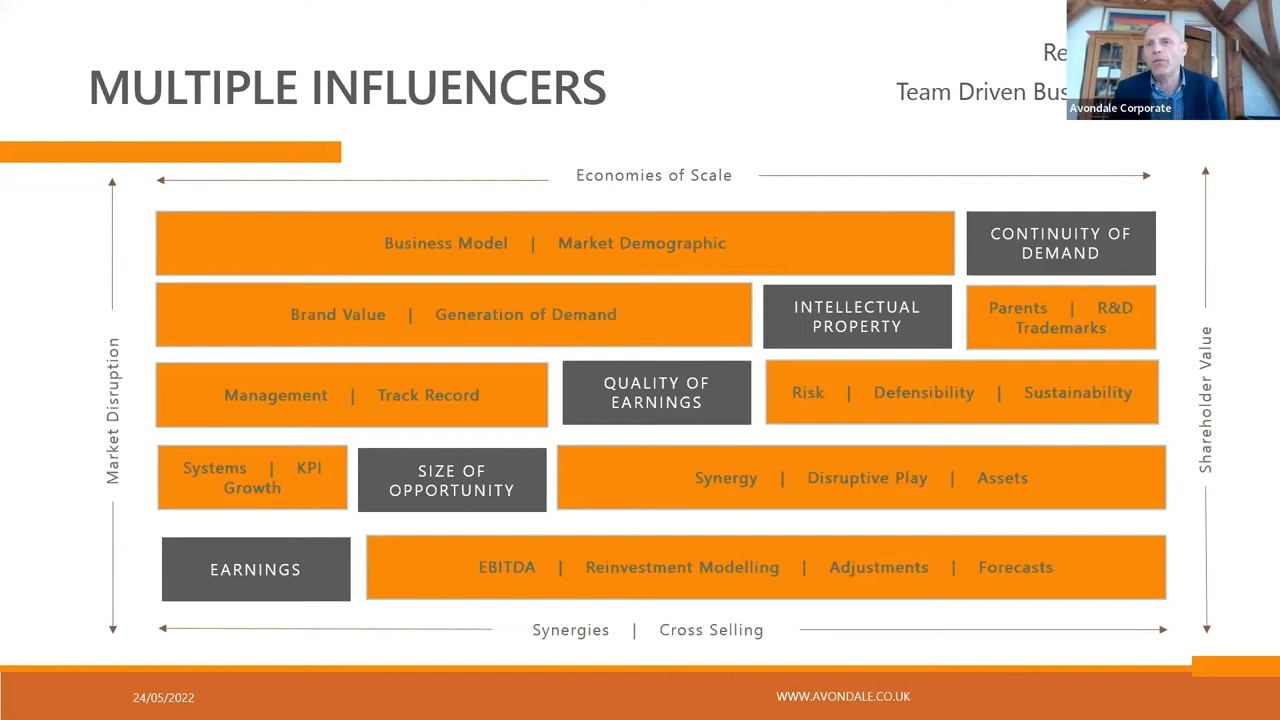 MULTIPLE INFLUENCERS
Team Driven
Avondale Corporate
Economies of Scale
Business Model | Market Demographic
CONTINUITY OF
DEMAND
Brand Value | Generation of Demand
INTELLECTUAL
PROPERTY
Parents | R&D
Trademarks
Management | Track Record
QUALITY OF
EARNINGS
Risk | Defensibility | Sustainability
Systems | KPI
Growth
SIZE OF
OPPORTUNITY
Synergy | Disruptive Play | Assets
EARNINGS
EBITDA | Reinvestment Modelling | Adjustments | Forecasts
Market Disruption
Shareholder Value
Synergies | Cross Selling
24/05/2022
WWW.AVONDALE.CO.UK